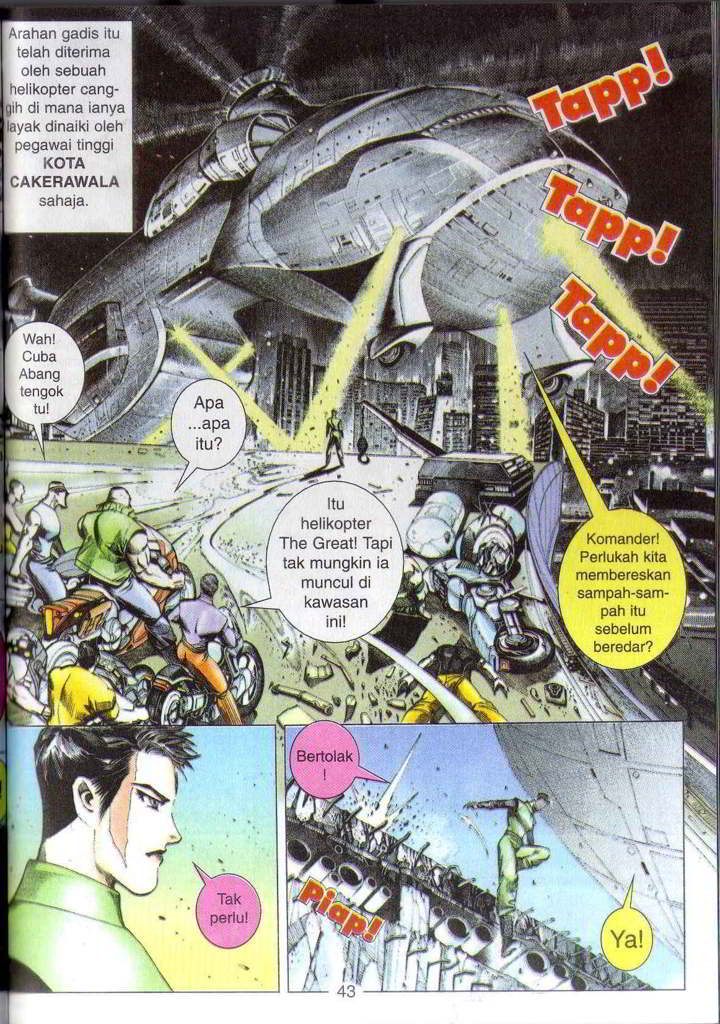 Arahan gadis itu
telah diterima
oleh sebuah
helikopter cang-
gih di mana ianya
layak dinaiki oleh
pegawai tinggi
KOTA
CAKERAWALA
sahaja.
Tapp!
Tapp!
Tapp!
Wah!
Cuba
Abang
tengok
tu!
Apa
...apa
itu?
Itu
helikopter
The Great! Tapi
tak mungkin ia
muncul di
kawasan
ini!
Komander!
Perlukah kita
membereskan
sampah-sam-
pah itu
sebelum
beredar?
Tak
perlu!
Bertolak
!
Piap!
Ya!
43